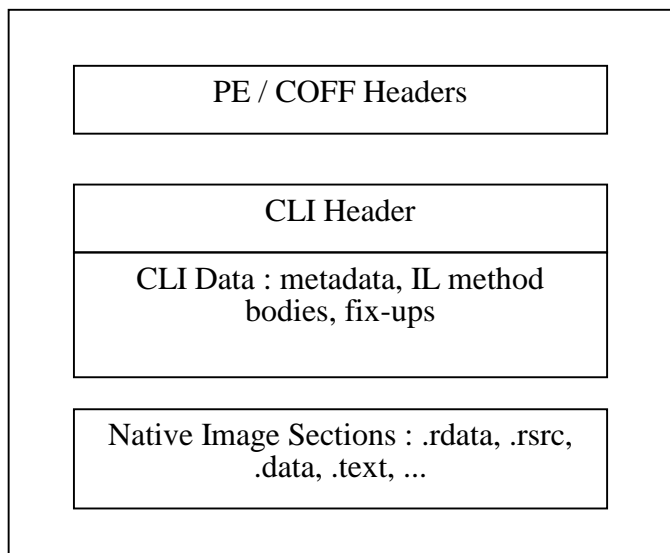 PE / COFF Headers
CLI Header
CLI Data : metadata, IL method
bodies, fix-ups
Native Image Sections : .rdata, .rsrc,
.data, .text, ...